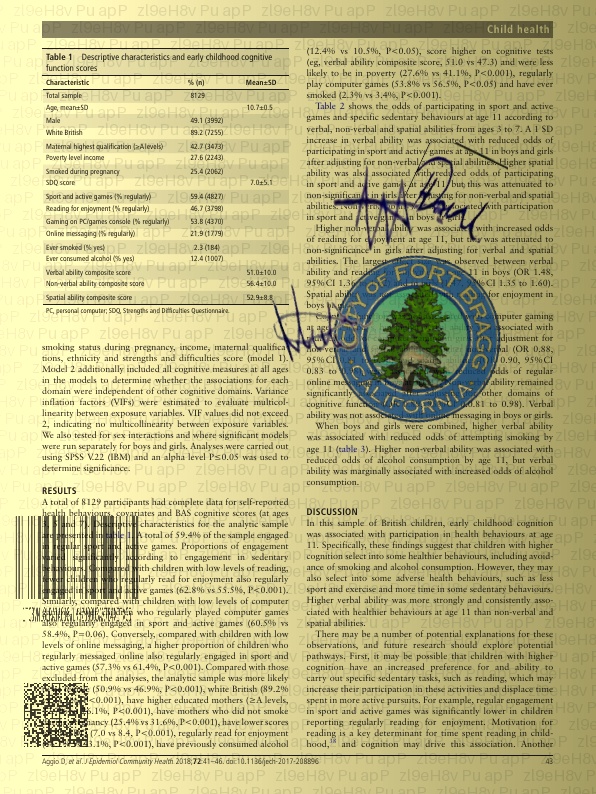 Child health
Table 1 Descriptive characteristics and early childhood cognitive
function scores
Characteristic % (n) Mean±SD
Total sample 8129
Age, mean±SD 10.7±0.5
Male 49.1 (3992)
White British 89.2 (7255)
Maternal highest qualification (≥A levels) 42.7 (3473)
Poverty level income 27.6 (2243)
Smoked during pregnancy 25.4 (2062)
SDQ score 7.0±5.1
Sport and active games (% regularly) 59.4 (4827)
Reading for enjoyment (% regularly) 46.7 (3798)
Gaming on PC/games console (% regularly) 53.8 (4370)
Online messaging (% regularly) 21.9 (1779)
Ever smoked (% yes) 2.3 (184)
Ever consumed alcohol (% yes) 12.4 (1007)
Verbal ability composite score 51.0±10.0
Non-verbal ability composite score 56.4±10.0
Spatial ability composite score 52.9±8.8
PC, personal computer; SDQ, Strengths and Difficulties Questionnaire.
smoking status during pregnancy, income, maternal qualifica-
tions, ethnicity and strengths and difficulties score (model 1).
Model 2 additionally included all cognitive measures at all ages
in the models to determine whether the associations for each
domain were independent of other cognitive domains. Variance
inflation factors (VIFs) were estimated to evaluate multicol-
linearity between exposure variables. VIF values did not exceed
2, indicating no multicollinearity between exposure variables.
We also tested for sex interactions and where significant models
were run separately for boys and girls. Analyses were carried out
using SPSS V.22 (IBM) and an alpha level P≤0.05 was used to
determine significance.
RESULTS
A total of 8129 participants had complete data for self-reported
health behaviours, covariates and BAS cognitive scores (at ages
3, 5 and 7). Descriptive characteristics for the analytic sample
are presented in table 1. A total of 59.4% of the sample engaged
in regular sport and active games. Proportions of engagement
varied significantly according to engagement in sedentary
behaviours. Compared with children with low levels of reading,
fewer children who regularly read for enjoyment also regularly
engaged in sport and active games (62.8% vs 55.5%, P<0.001).
Similarly, compared with children with low levels of computer
gaming, children who regularly played computer games
also regularly engaged in sport and active games (60.5% vs
58.4%, P=0.06). Conversely, compared with children with low
levels of online messaging, a higher proportion of children who
regularly messaged online also regularly engaged in sport and
active games (57.3% vs 61.4%, P<0.001). Compared with those
excluded from the analyses, the analytic sample was more likely
(50.9% vs 46.9%, P<0.001), white British (89.2%
<0.001), have higher educated mothers (≥A levels,
.1%, P<0.001), have mothers who did not smoke
nancy (25.4% vs 31.6%, P<0.001), have lower scores
(7.0 vs 8.4, P<0.001), regularly read for enjoyment
3.1%, P<0.001), have previously consumed alcohol
(12.4% vs 10.5%, P<0.05), score higher on cognitive tests
(eg, verbal ability composite score, 51.0 vs 47.3) and were less
likely to be in poverty (27.6% vs 41.1%, P<0.001), regularly
play computer games (53.8% vs 56.5%, P<0.05) and have ever
smoked (2.3% vs 3.4%, P<0.001).
Table 2 shows the odds of participating in sport and active
games and specific sedentary behaviours at age 11 according to
verbal, non-verbal and spatial abilities from ages 3 to 7. A 1 SD
increase in verbal ability was associated with reduced odds of
participating in sport and active games at age 11 in boys and girls
after adjusting for non-verbal and spatial abilities. Higher spatial
ability was also associated with reduced odds of participating
in sport and active games at age 11, but this was attenuated to
non-significance in girls after adjusting for non-verbal and spatial
abilities. Non- with participation
in sport and active games in boys girls
Higher non-verbal ability was associated with increased odds
of reading for enjoyment at age 11, but this was attenuated to
non-significance in girls after adjusting for verbal and spatial
abilities. The largest observed between verbal
ability and reading 11 in boys (OR 1.48,
95% CI 1.36 95% CI 1.35 to 1.60).
Spatial for enjoyment in
boys or
computer gaming
at age associated with
adjustment for
non-ve (OR 0.88,
95% CI 0.90, 95% CI
0.83 to odds of regular
online mess ability remained
significant other domains of
cognitive func 0.81 to 0.98). Verbal
ability was not associated messaging in boys or girls.
When boys and girls were combined, higher verbal ability
was associated with reduced odds of attempting smoking by
age 11 (table 3). Higher non-verbal ability was associated with
reduced odds of alcohol consumption by age 11, but verbal
ability was marginally associated with increased odds of alcohol
consumption.
CITY OF FORT BRAGG
CALIFORNIA
DISCUSSION
In this sample of British children, early childhood cognition
was associated with participation in health behaviours at age
11. Specifically, these findings suggest that children with higher
cognition select into some healthier behaviours, including avoid-
ance of smoking and alcohol consumption. However, they may
also select into some adverse health behaviours, such as less
sport and exercise and more time in some sedentary behaviours.
Higher verbal ability was more strongly and consistently asso-
ciated with healthier behaviours at age 11 than non-verbal and
spatial abilities.
There may be a number of potential explanations for these
observations, and future research should explore potential
pathways. First, it may be possible that children with higher
cognition have an increased preference for and ability to
carry out specific sedentary tasks, such as reading, which may
increase their participation in these activities and displace time
spent in more active pursuits. For example, regular engagement
in sport and active games was significantly lower in children
reporting regularly reading for enjoyment. Motivation for
reading is a key determinant for time spent reading in child-
hood,¹⁸ and cognition may drive this association. Another
Aggio D, et al. J Epidemiol Community Health 2018;72:41–46. doi:10.1136/jech-2017-208896 43